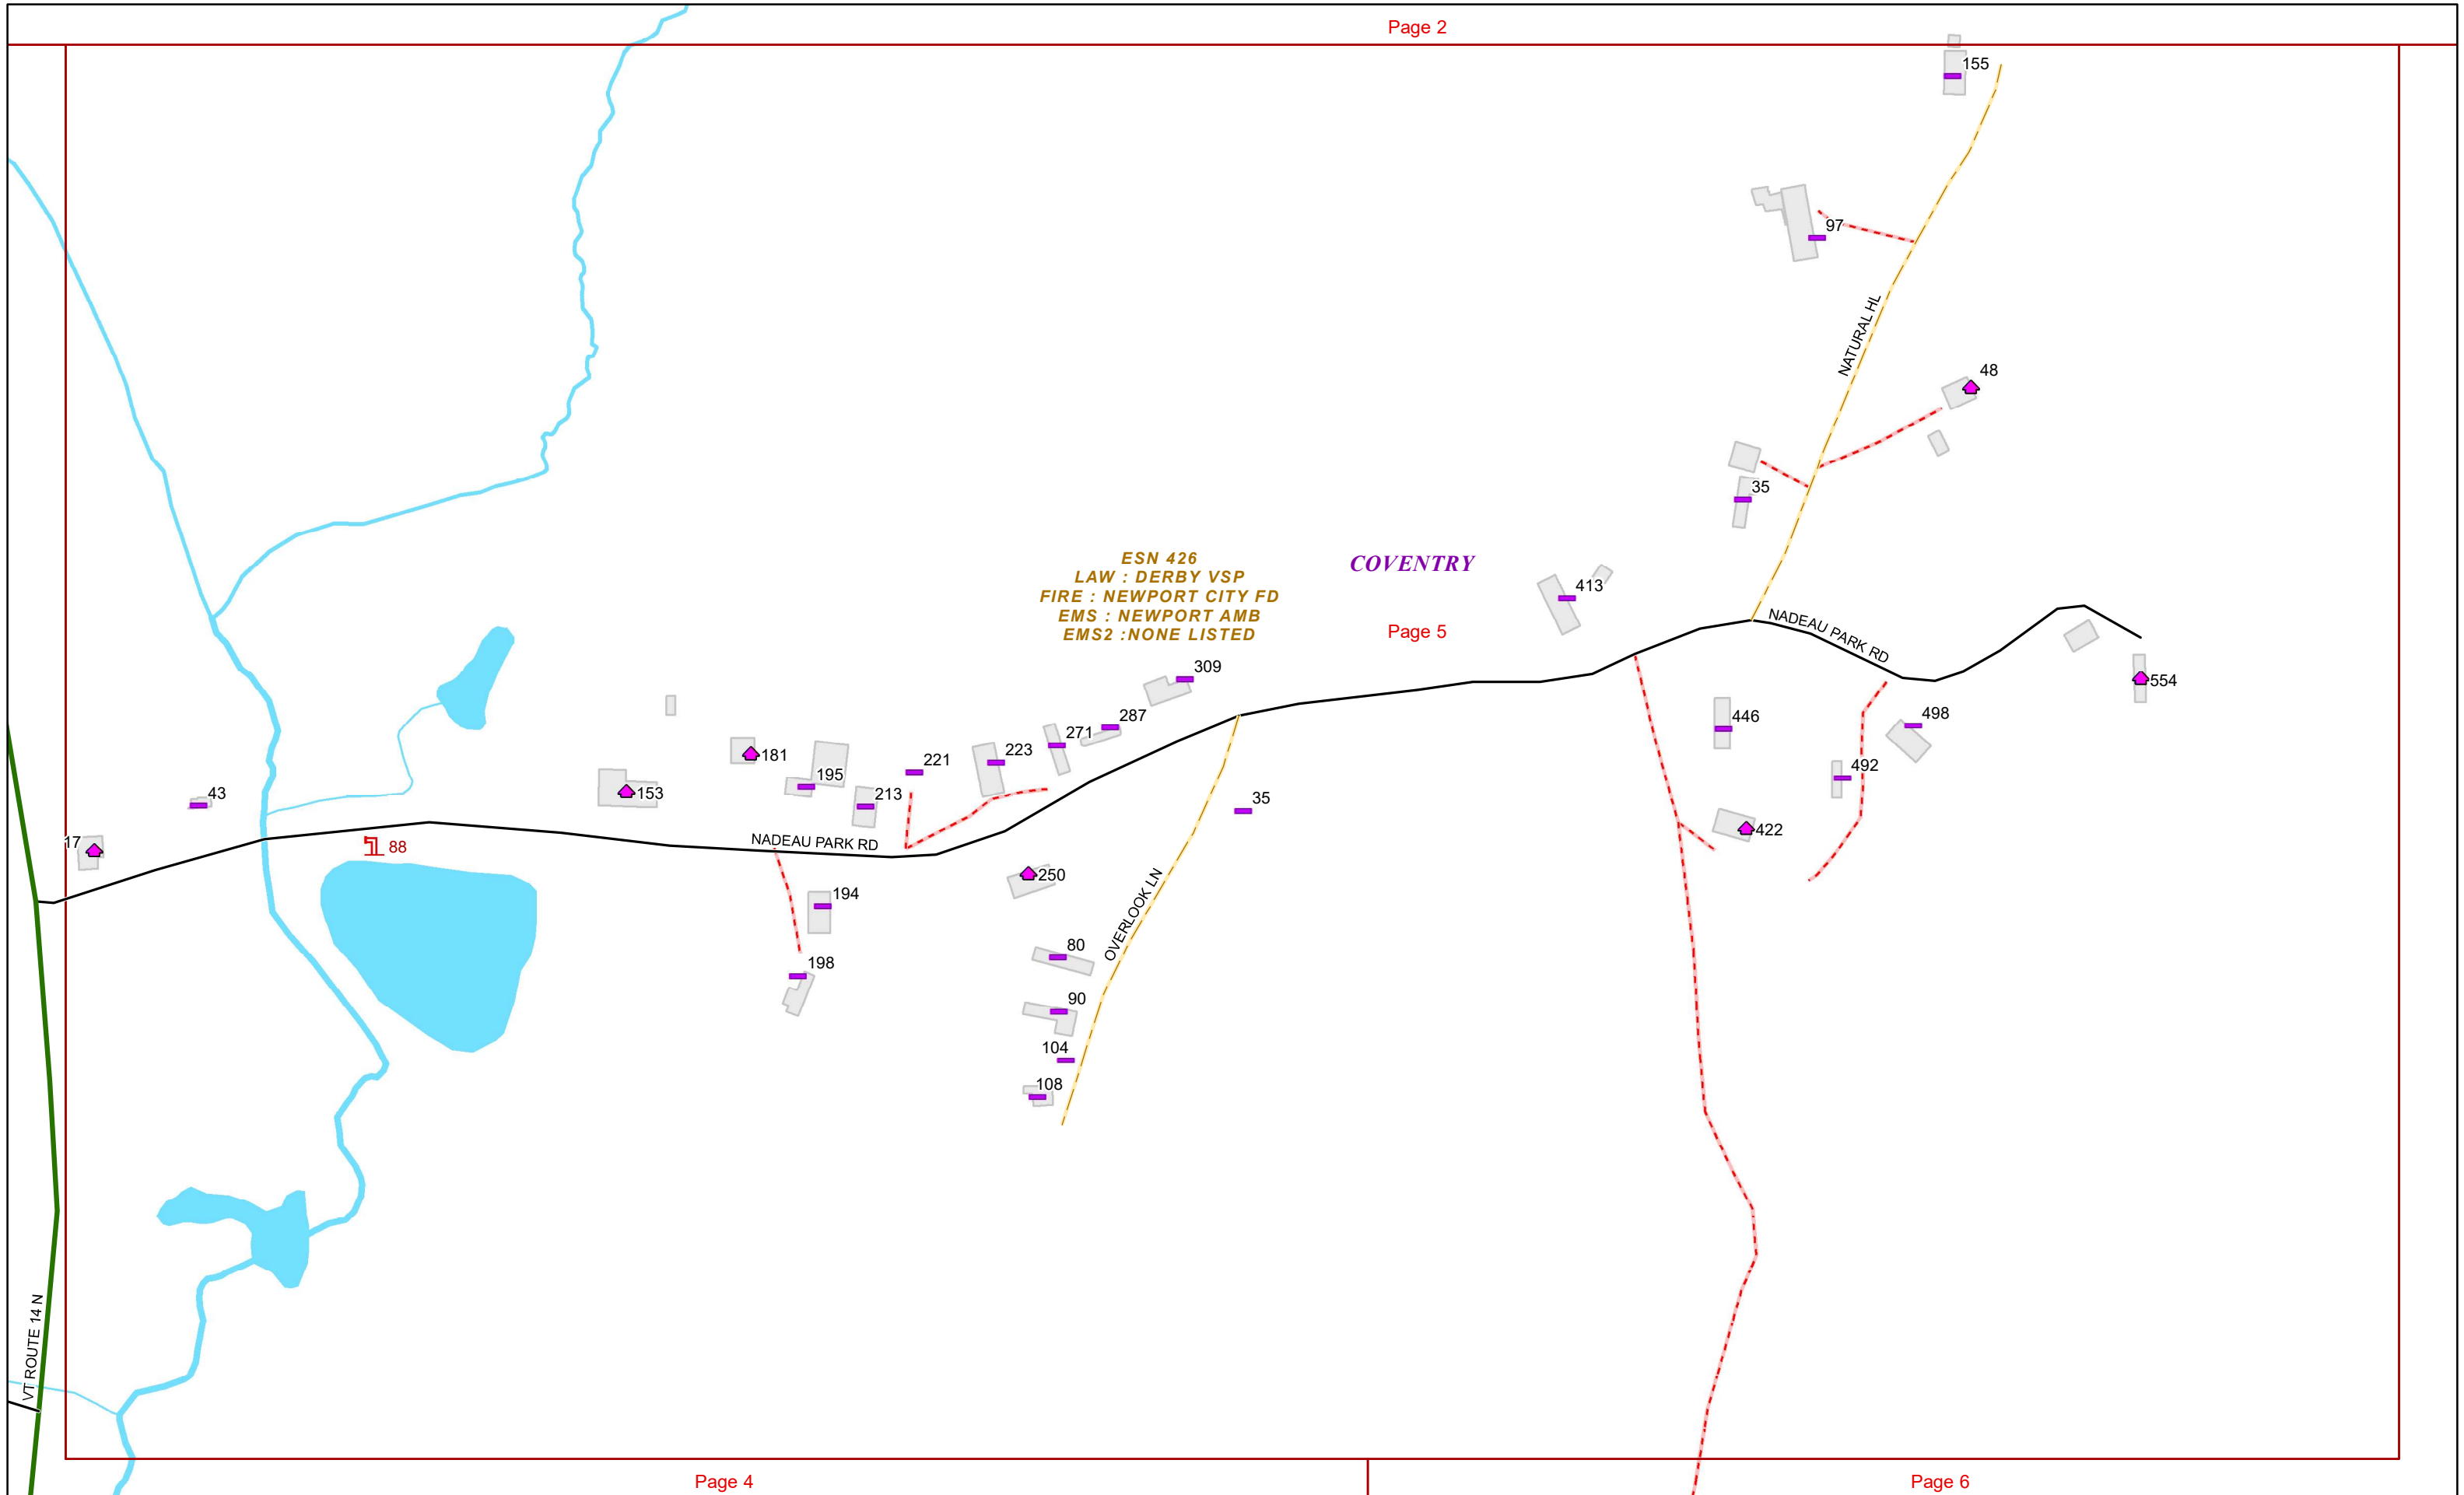 Page 2
155
97
NATURAL HL
48
35
ESN 426
LAW : DERBY VSP
FIRE : NEWPORT CITY FD
EMS : NEWPORT AMB
EMS2 :NONE LISTED
COVENTRY
413
Page 5
NADEAU PARK RD
309
554
446
498
287
271
181
221
223
195
492
43
153
213
35
422
17
88
NADEAU PARK RD
250
194
OVERLOOK LN
80
198
90
104
108
VT ROUTE 14 N
Page 4
Page 6